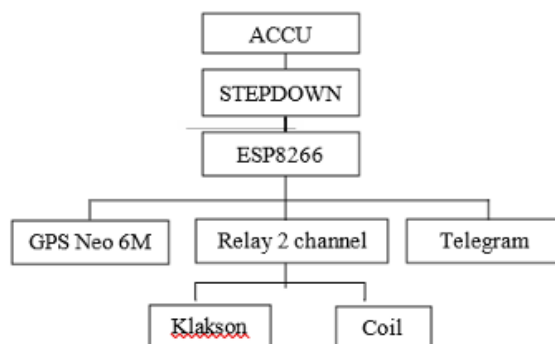 ACCU
STEPDOWN
ESP8266
GPS Neo 6M
Relay 2 channel
Telegram
Klakson
Coil